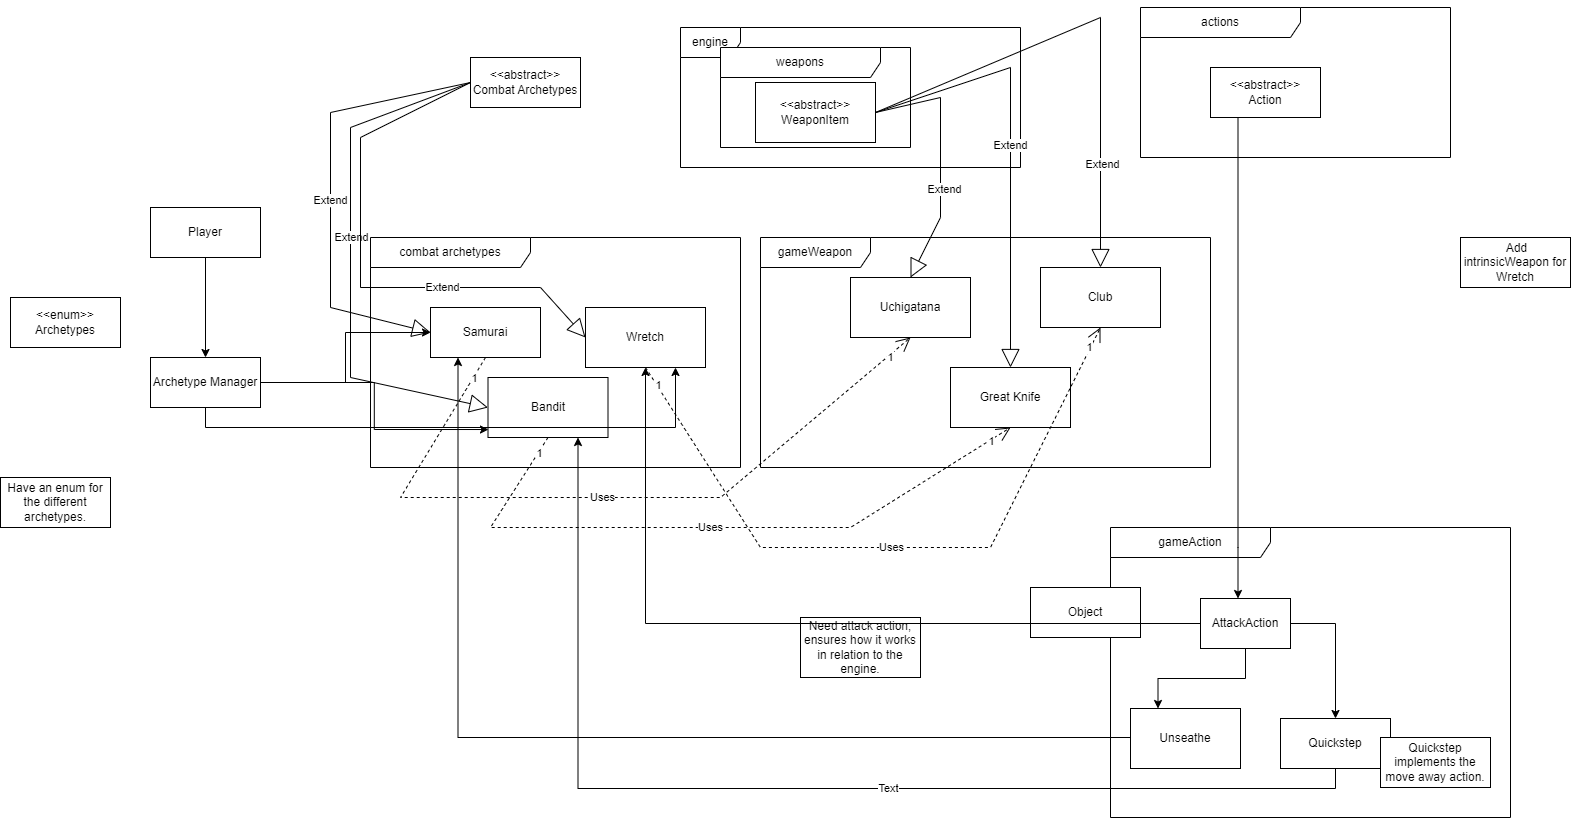 actions
engine
weapons
<<abstract>>
Combat Archetypes
<<abstract>>
WeaponItem
<<abstract>>
Action
Extend
Extend
Extend
Extend
Extend
Extend
Player
combat archetypes
gameWeapon
Add
intrinsicWeapon for
Wretch
<<enum>>
Archetypes
Samurai
Wretch
Uchigatana
Club
Archetype Manager
Bandit
Great Knife
1
1
1
1
1
1
Have an enum for
the different
archetypes.
Uses
Uses
Uses
gameAction
Object
AttackAction
Need attack action,
ensures how it works
in relation to the
engine.
Unseathe
Quickstep
Quickstep
implements the
move away action.
Text